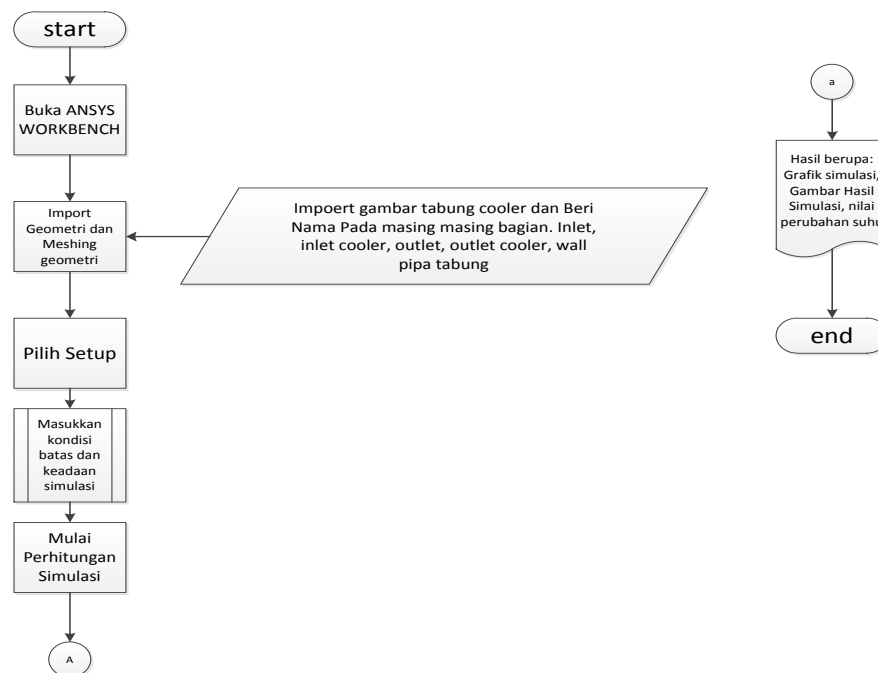 start
Buka ANSYS
WORKBENCH
Import
Geometri dan
Meshing
geometri
Impoert gambar tabung cooler dan Beri
Nama Pada masing masing bagian. Inlet,
inlet cooler, outlet, outlet cooler, wall
pipa tabung
Pilih Setup
Masukkan
kondisi
batas dan
keadaan
simulasi
Mulai
Perhitungan
Simulasi
A
a
Hasil berupa:
Grafik simulasi,
Gambar Hasil
Simulasi, nilai
perubahan suhu
end